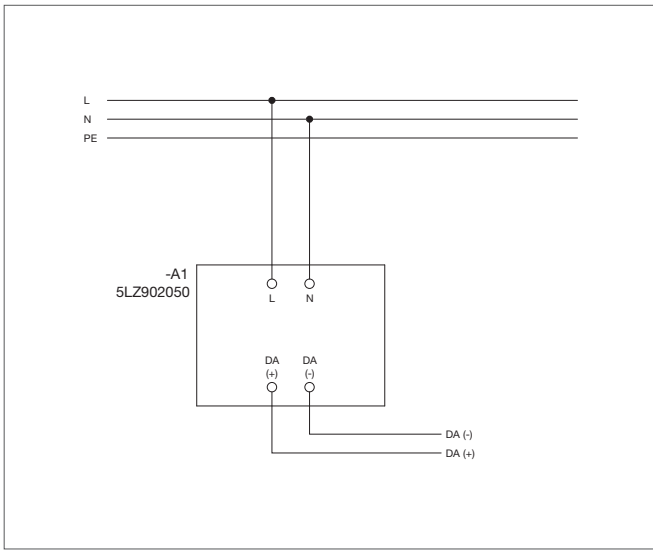 L
N
PE
-A1
5LZ902050
L N
DA DA
(+) (-)
DA (-)
DA (+)